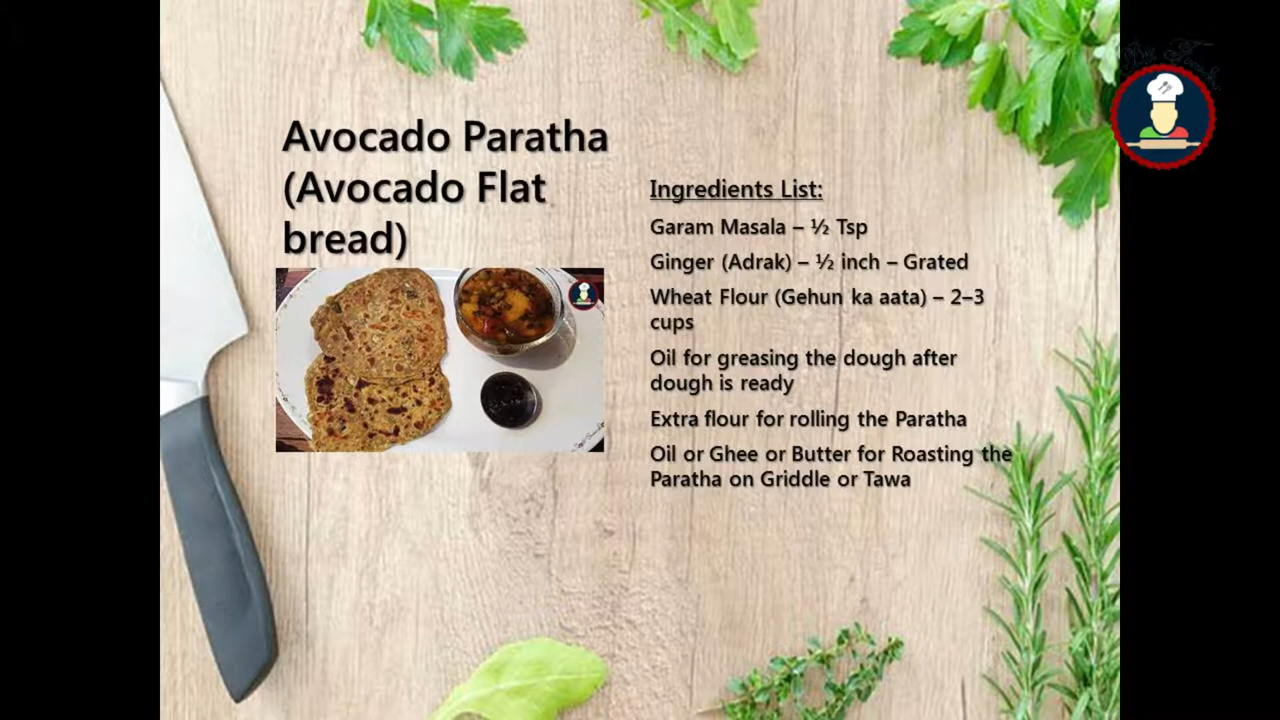 Avocado Paratha
(Avocado Flat
bread)
Ingredients List:
Garam Masala – ½ Tsp
Ginger (Adrak) – ½ inch – Grated
Wheat Flour (Gehun ka aata) – 2–3
cups
Oil for greasing the dough after
dough is ready
Extra flour for rolling the Paratha
Oil or Ghee or Butter for Roasting the
Paratha on Griddle or Tawa